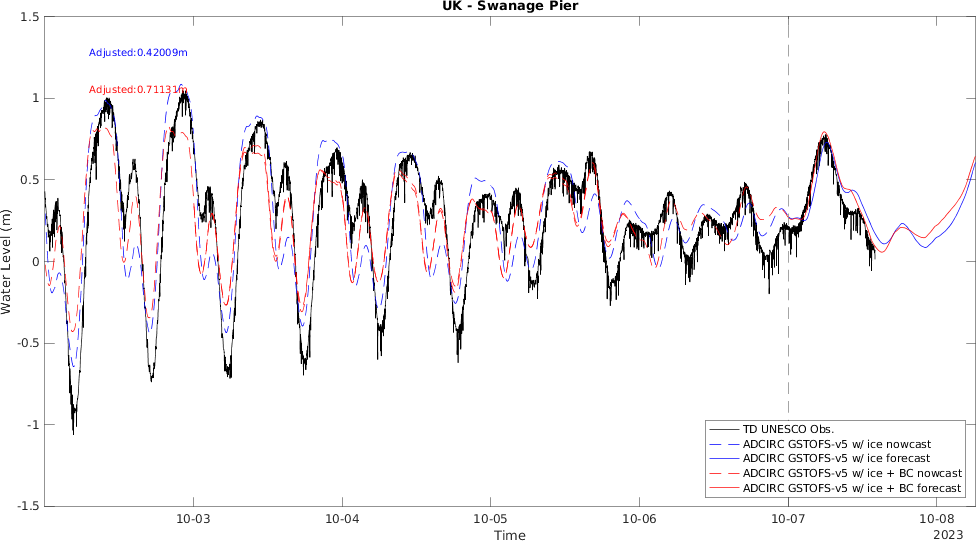 UK - Swanage Pier
1.5
1
0.5
0
-0.5
-1
-1.5
Water Level (m)
Adjusted:0.42009m
Adjusted:0.71131m
TD UNESCO Obs.
ADCIRC GSTOFS-v5 w/ ice nowcast
ADCIRC GSTOFS-v5 w/ ice forecast
ADCIRC GSTOFS-v5 w/ ice + BC nowcast
ADCIRC GSTOFS-v5 w/ ice + BC forecast
10-03 10-04 10-05 10-06 10-07 10-08
Time
2023